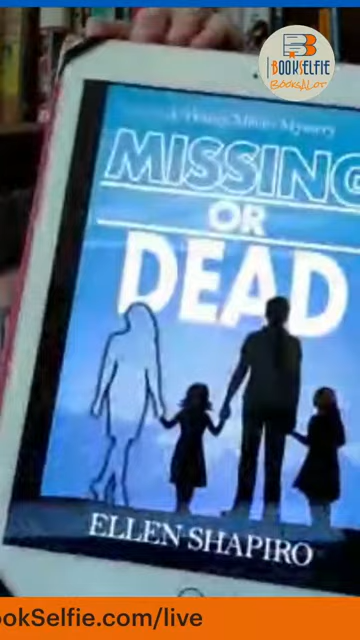 BOOKSELFIE
BOOKSALOT
MISSING
OR
DEAD
ELLEN SHAPIRO
ookSelfie.com/live